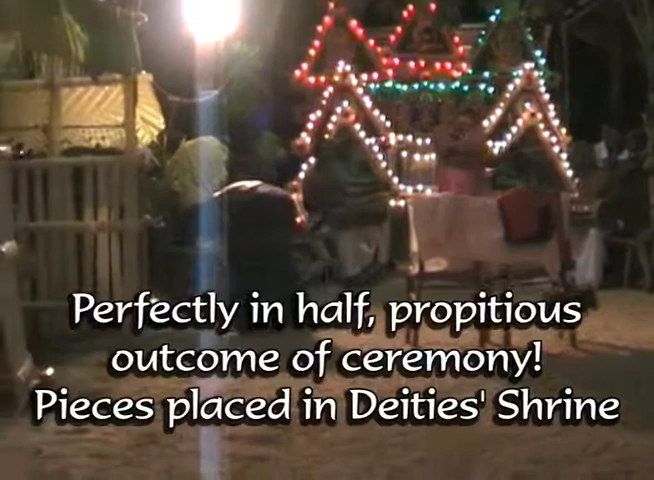 Perfectly in half, propitious
outcome of ceremony!
Pieces placed in Deities' Shrine